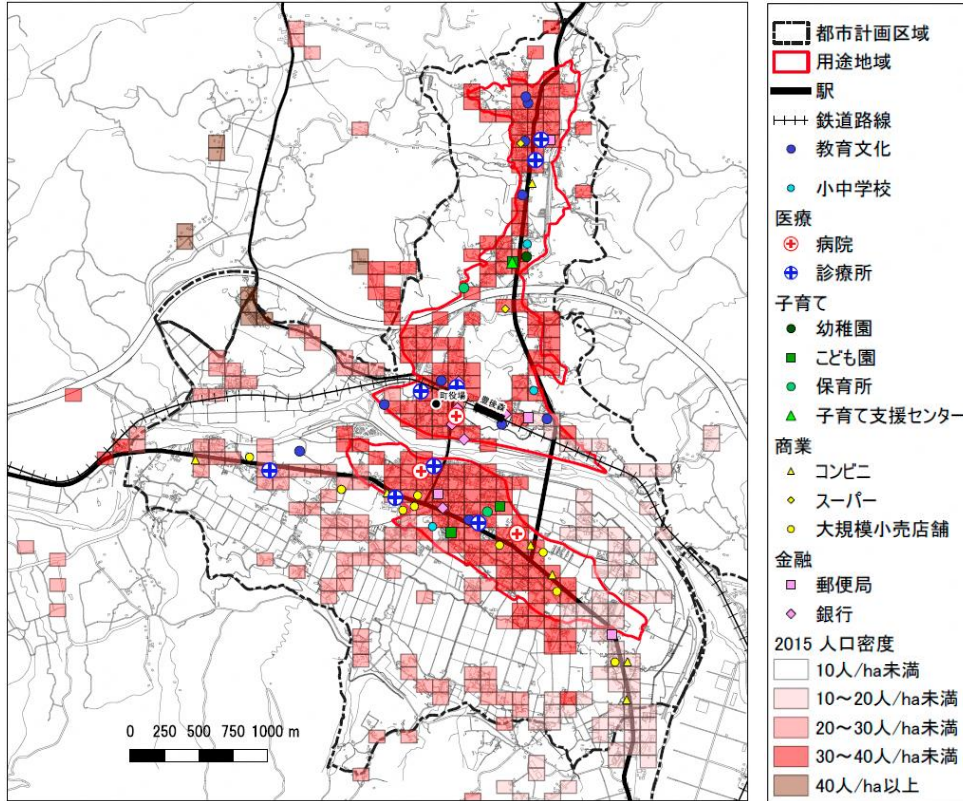 町役場
豊後森
0 250 500 750 1000 m
都市計画区域
用途地域
駅
鉄道路線
教育文化
小中学校
医療
病院
診療所
子育て
幼稚園
こども園
保育所
子育て支援センター
商業
コンビニ
スーパー
大規模小売店舗
金融
郵便局
銀行
2015 人口密度
10人/ha未満
10～20人/ha未満
20～30人/ha未満
30～40人/ha未満
40人/ha以上